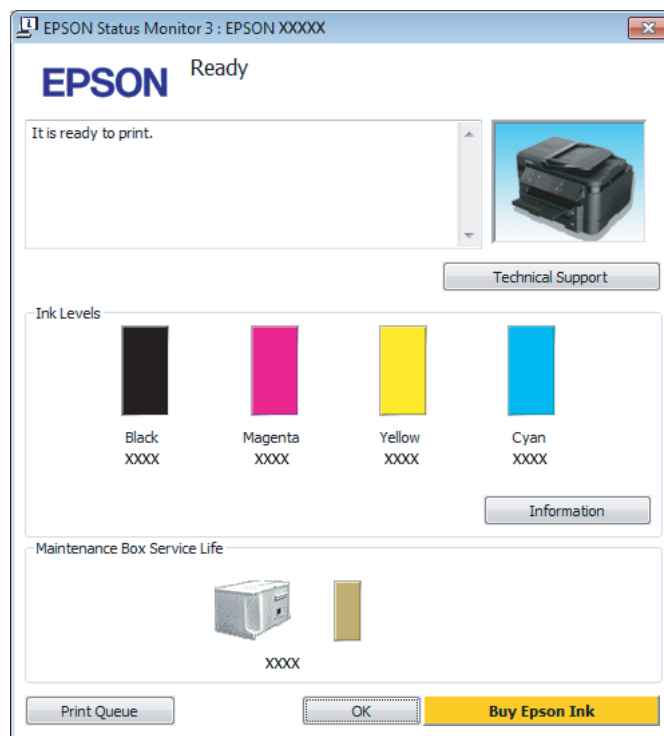 EPSON Status Monitor 3 : EPSON XXXXX
EPSON
Ready
It is ready to print.
Technical Support
Ink Levels
Black Magenta Yellow Cyan
XXXX XXXX XXXX XXXX
Information
Maintenance Box Service Life
XXXX
Print Queue OK Buy Epson Ink